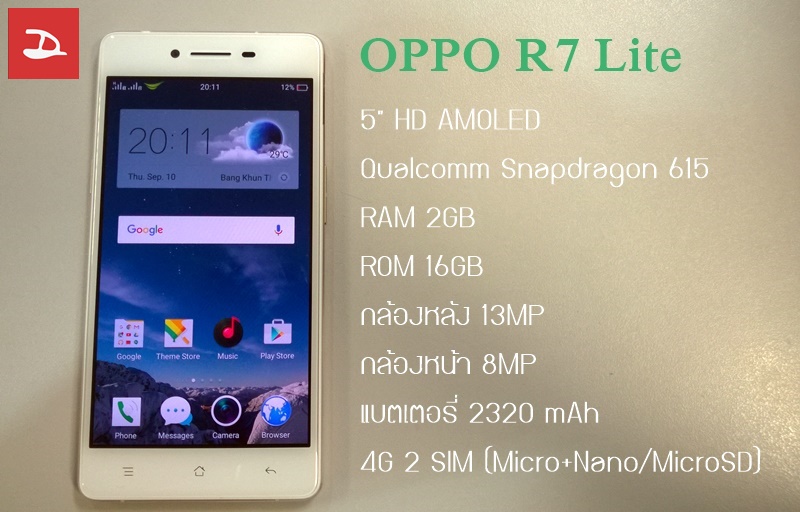 OPPO R7 Lite
5" HD AMOLED
Qualcomm Snapdragon 615
RAM 2GB
ROM 16GB
กล้องหลัง 13MP
กล้องหน้า 8MP
แบตเตอรี่ 2320 mAh
4G 2 SIM (Micro+Nano/MicroSD)
20:11 12%
20:11
29°C
Thu. Sep. 10 Bang Khun T
Google
Google Theme Store Music Play Store
Phone Messages Camera Browser